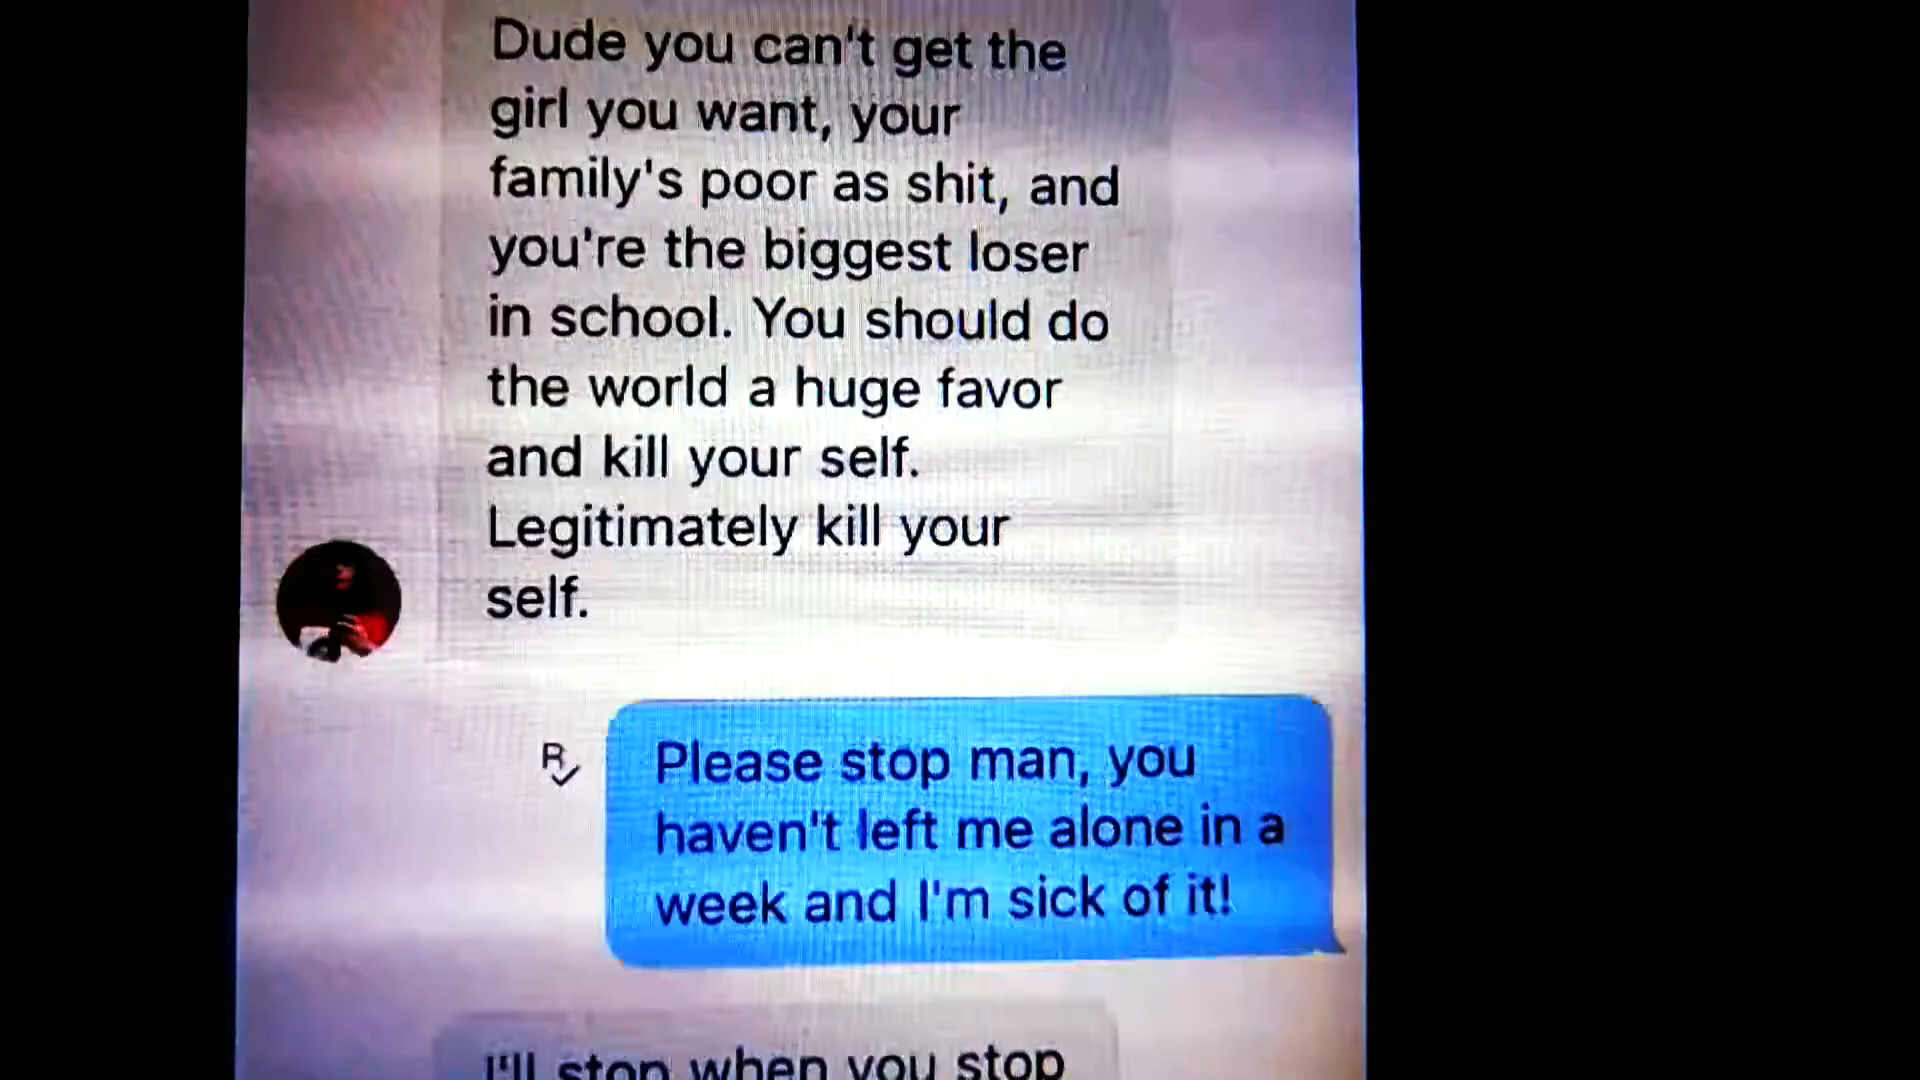 Dude you can't get the
girl you want, your
family's poor as shit, and
you're the biggest loser
in school. You should do
the world a huge favor
and kill your self.
Legitimately kill your
self.
R
Please stop man, you
haven't left me alone in a
week and I'm sick of it!
I'll stop when you stop